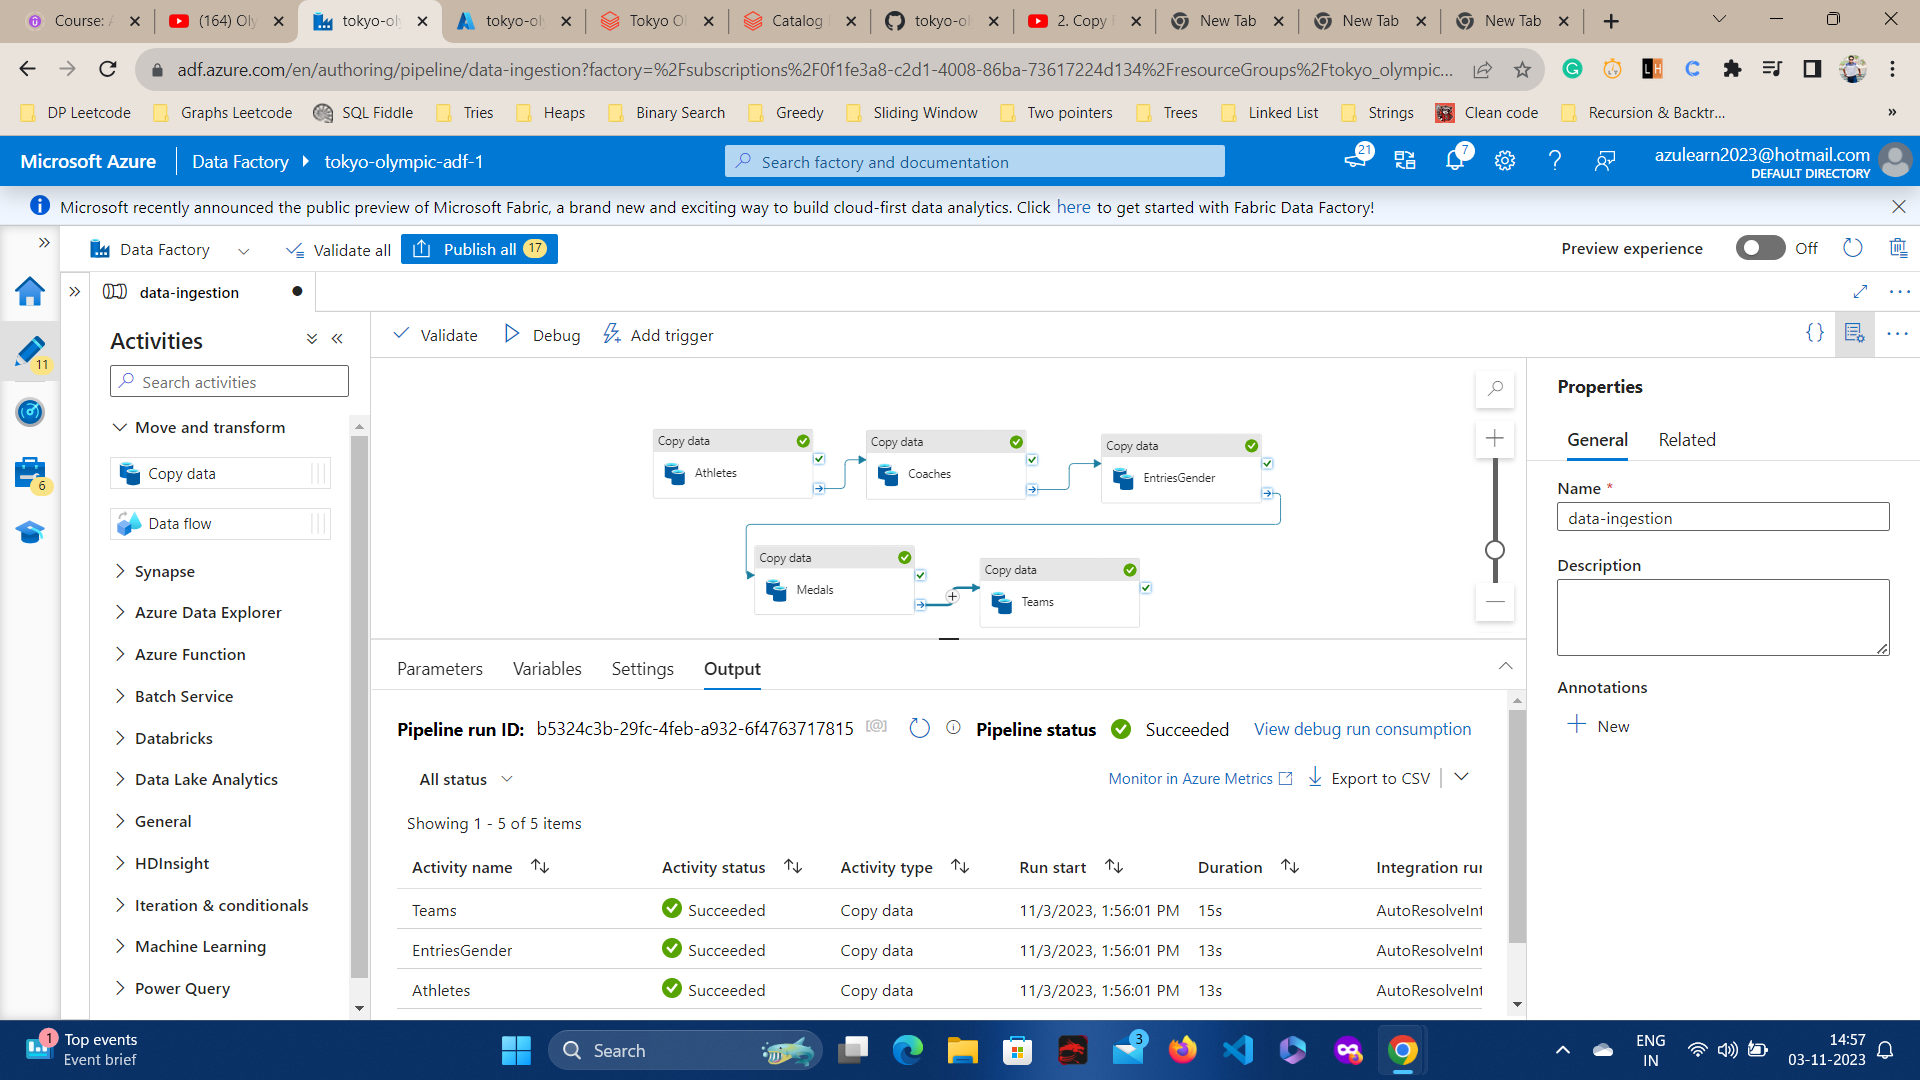 Course: A
(164) Oly
tokyo-oly
tokyo-oly
Tokyo Ol
Catalog
tokyo-ol
2. Copy
New Tab
New Tab
New Tab
adf.azure.com/en/authoring/pipeline/data-ingestion?factory=%2Fsubscriptions%2F0f1fe3a8-c2d1-4008-86ba-73617224d134%2FresourceGroups%2Ftokyo_olympic...
DP Leetcode
Graphs Leetcode
SQL Fiddle
Tries
Heaps
Binary Search
Greedy
Sliding Window
Two pointers
Trees
Linked List
Strings
Clean code
Recursion & Backtr...
»
Microsoft Azure
Data Factory
tokyo-olympic-adf-1
Search factory and documentation
21
7
azulearn2023@hotmail.com
DEFAULT DIRECTORY
Microsoft recently announced the public preview of Microsoft Fabric, a brand new and exciting way to build cloud-first data analytics. Click here to get started with Fabric Data Factory!
Data Factory
Validate all
Publish all 17
Preview experience
Off
11
6
data-ingestion
Activities
Search activities
Move and transform
Copy data
Data flow
Synapse
Azure Data Explorer
Azure Function
Batch Service
Databricks
Data Lake Analytics
General
HDInsight
Iteration & conditionals
Machine Learning
Power Query
Validate
Debug
Add trigger
{}
Copy data
Athletes
Copy data
Coaches
Copy data
EntriesGender
Copy data
Medals
Copy data
Teams
Properties
General
Related
Name *
data-ingestion
Description
Annotations
New
Parameters
Variables
Settings
Output
Pipeline run ID: b5324c3b-29fc-4feb-a932-6f4763717815
Pipeline status
Succeeded
View debug run consumption
All status
Monitor in Azure Metrics
Export to CSV
Showing 1 - 5 of 5 items
Activity name
Activity status
Activity type
Run start
Duration
Integration run
Teams
Succeeded
Copy data
11/3/2023, 1:56:01 PM
15s
AutoResolveInt
EntriesGender
Succeeded
Copy data
11/3/2023, 1:56:01 PM
13s
AutoResolveInt
Athletes
Succeeded
Copy data
11/3/2023, 1:56:01 PM
13s
AutoResolveInt
1
Top events
Event brief
Search
3
ENG
IN
14:57
03-11-2023